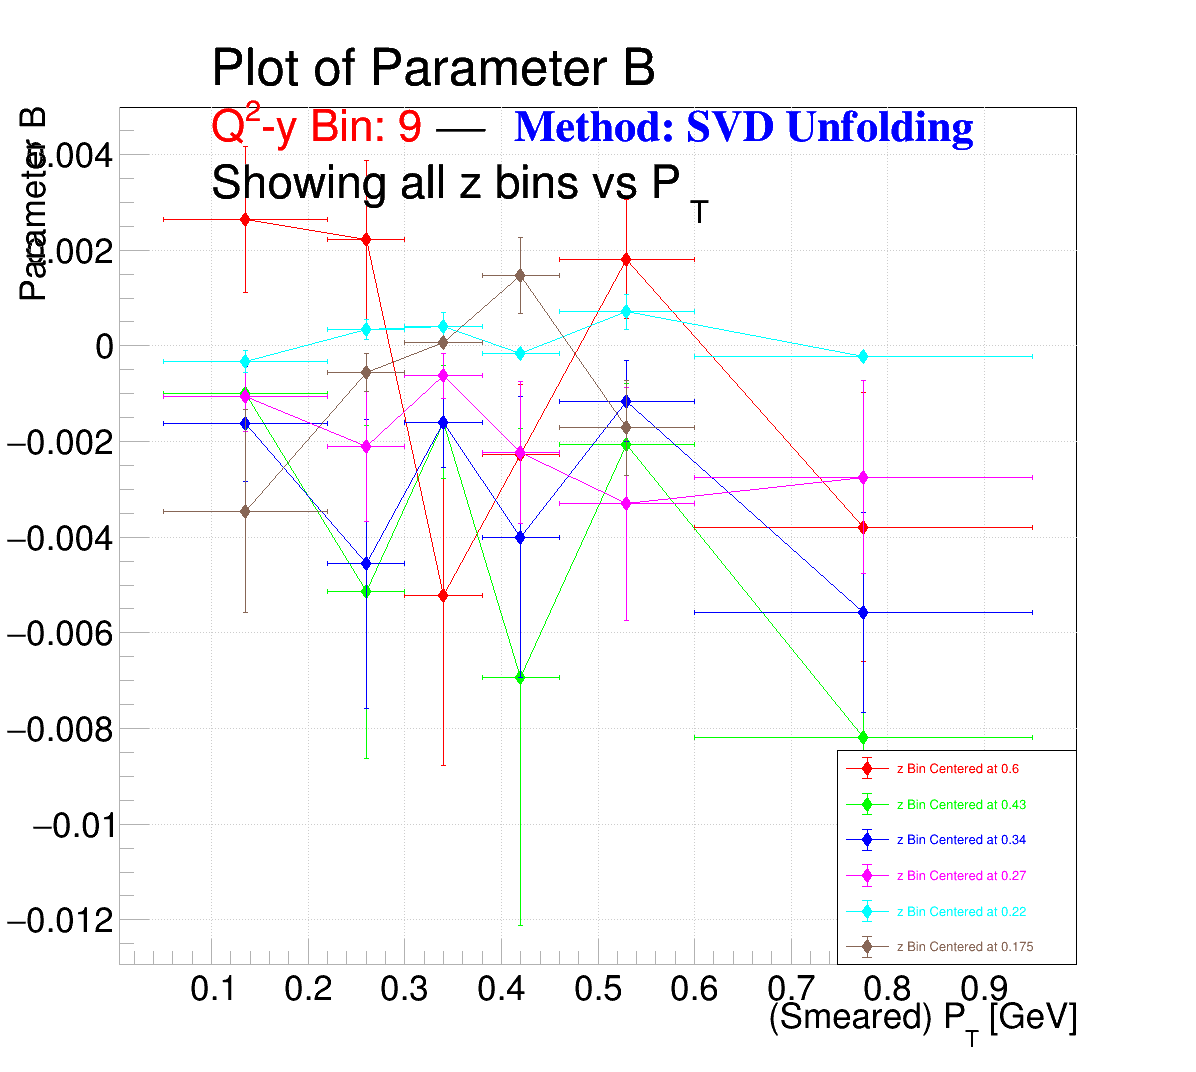 Plot of Parameter B
Q²-y Bin: 9 — Method: SVD Unfolding
Showing all z bins vs P_T
Parameter B
0.004
0.002
0
−0.002
−0.004
−0.006
−0.008
−0.01
−0.012
z Bin Centered at 0.6
z Bin Centered at 0.43
z Bin Centered at 0.34
z Bin Centered at 0.27
z Bin Centered at 0.22
z Bin Centered at 0.175
0.1 0.2 0.3 0.4 0.5 0.6 0.7 0.8 0.9
(Smeared) P_T [GeV]